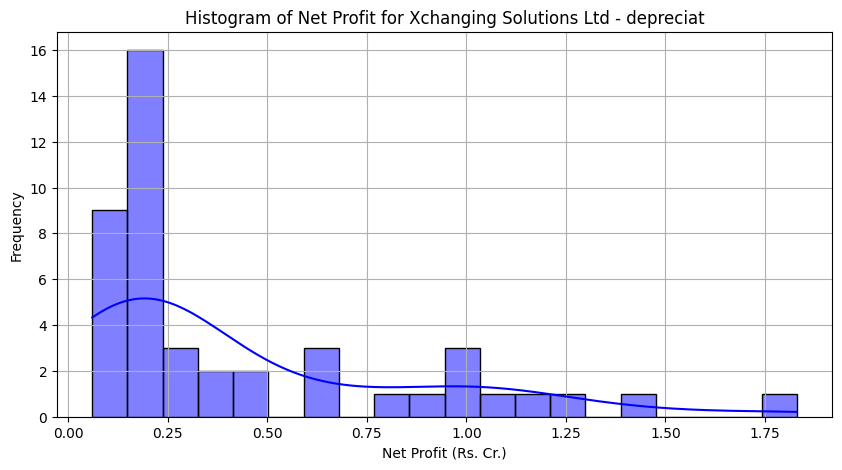 Histogram of Net Profit for Xchanging Solutions Ltd - depreciat
Frequency
16
14
12
10
8
6
4
2
0
0.00 0.25 0.50 0.75 1.00 1.25 1.50 1.75
Net Profit (Rs. Cr.)